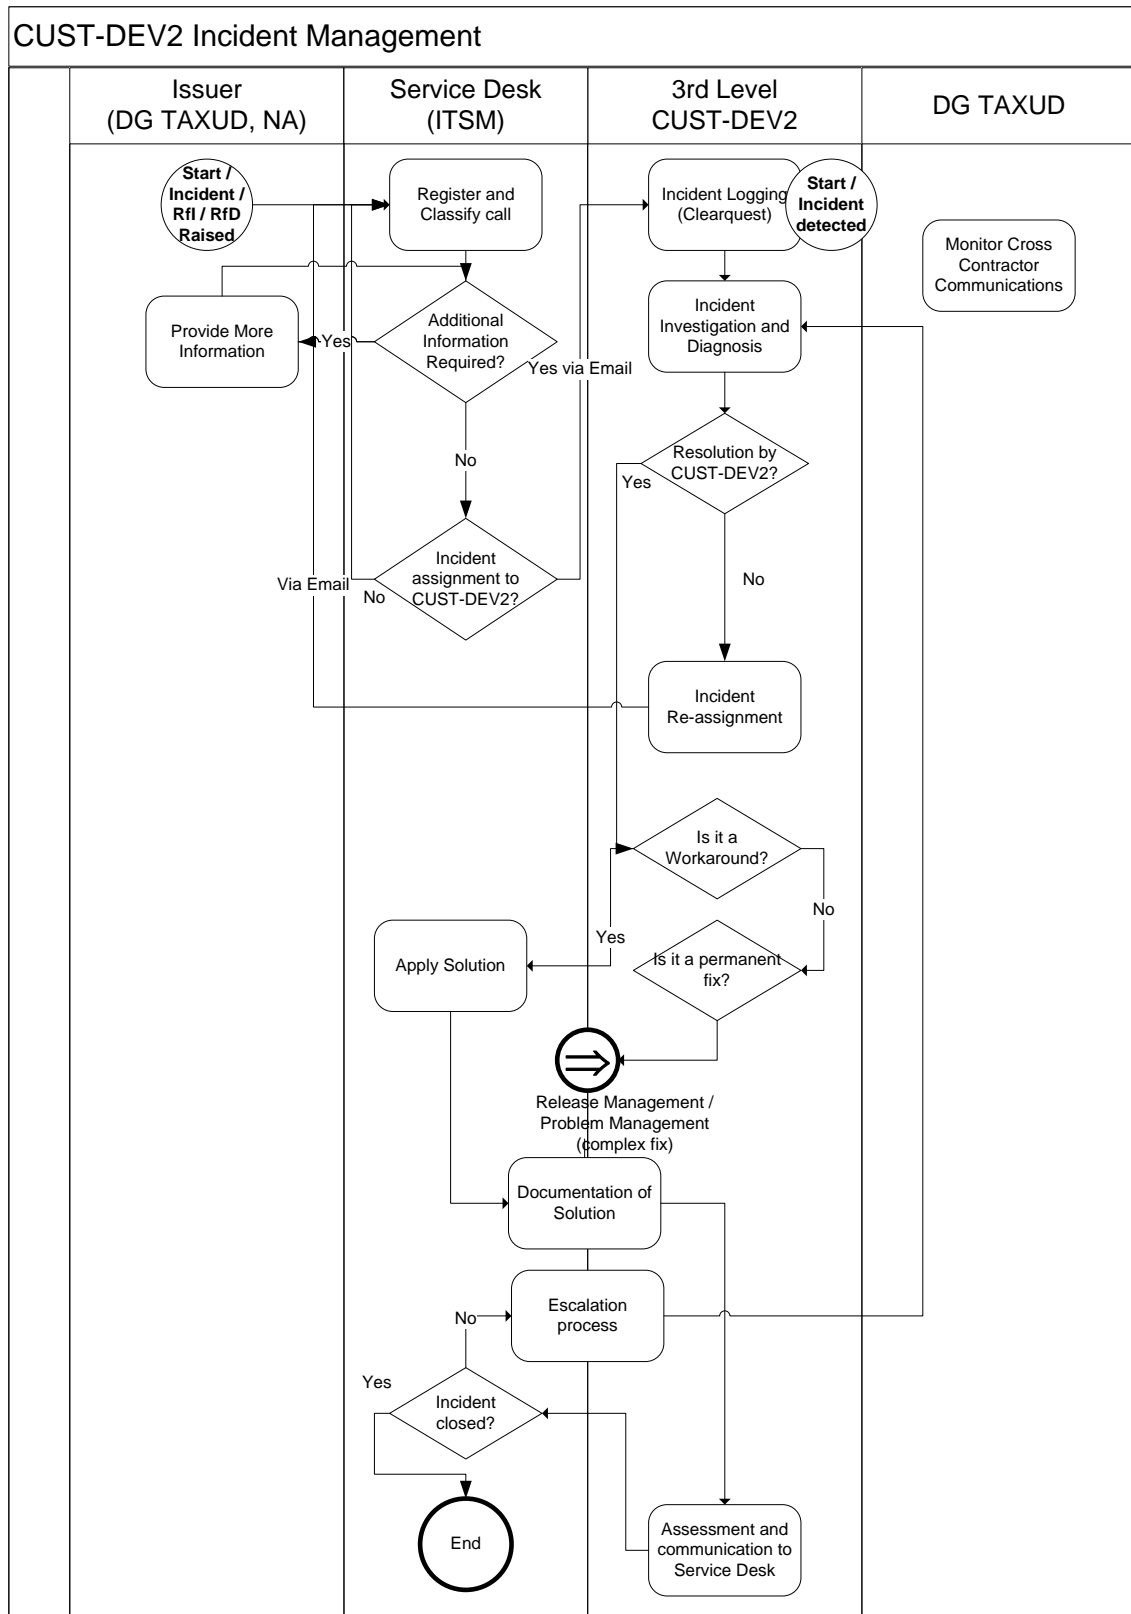 CUST-DEV2 Incident Management
Issuer
(DG TAXUD, NA)
Service Desk
(ITSM)
3rd Level
CUST-DEV2
DG TAXUD
Start /
Incident /
RfI / RfD
Raised
Register and
Classify call
Incident Logging
(Clearquest)
Start /
Incident
detected
Monitor Cross
Contractor
Communications
Provide More
Information
Yes
Additional
Information
Required?
Yes via Email
Incident
Investigation and
Diagnosis
No
Resolution by
CUST-DEV2?
Yes
Via Email
No
Incident
assignment to
CUST-DEV2?
No
Incident
Re-assignment
Is it a
Workaround?
No
Yes
Apply Solution
Is it a permanent
fix?
Release Management /
Problem Management
(complex fix)
Documentation of
Solution
No
Escalation
process
Yes
Incident
closed?
End
Assessment and
communication to
Service Desk